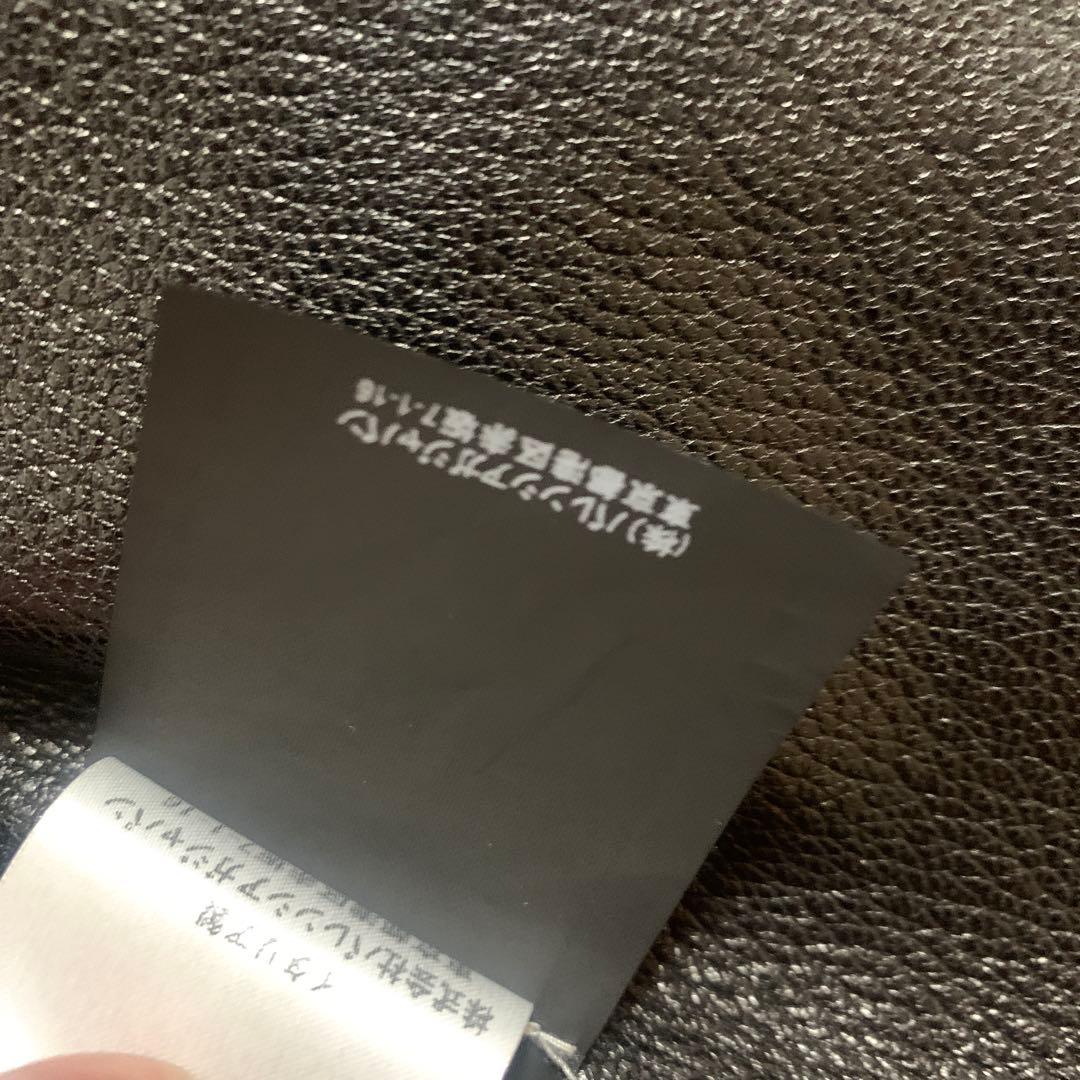 (株)バレンシアガジャパン
東京都港区赤坂7-1-16
イタリア製
株式会社バレンシアガジャパン